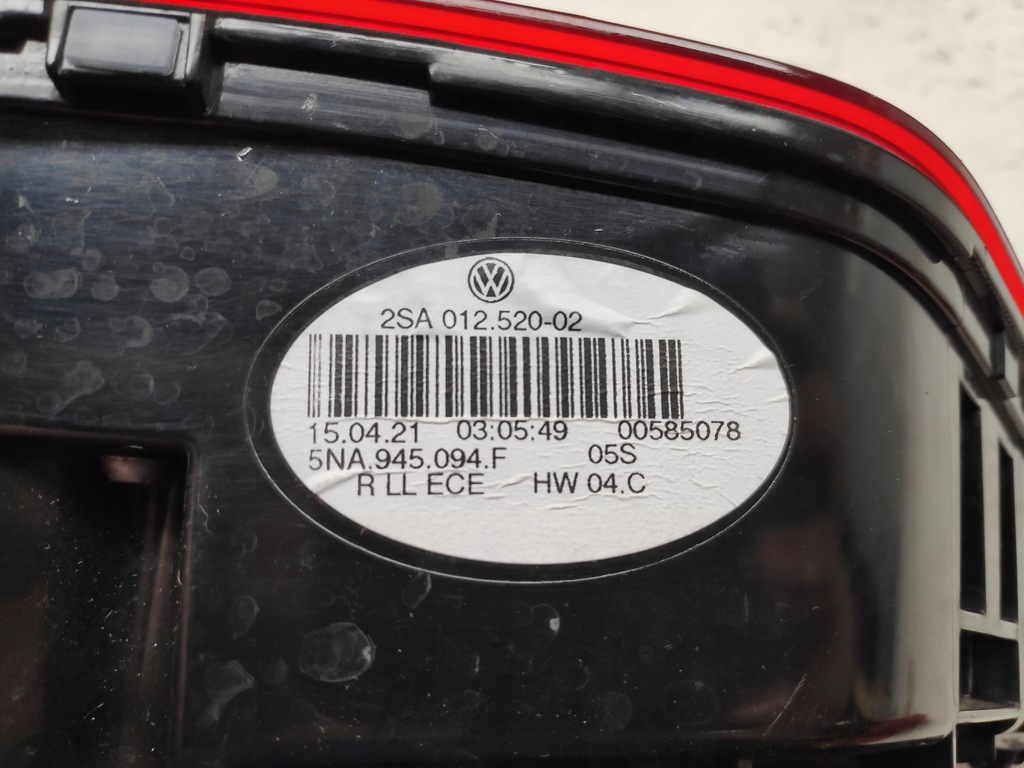 2SA 012.520-02
15.04.21 03:05:49 00585078
5NA.945.094.F 05S
R LL ECE HW 04.C